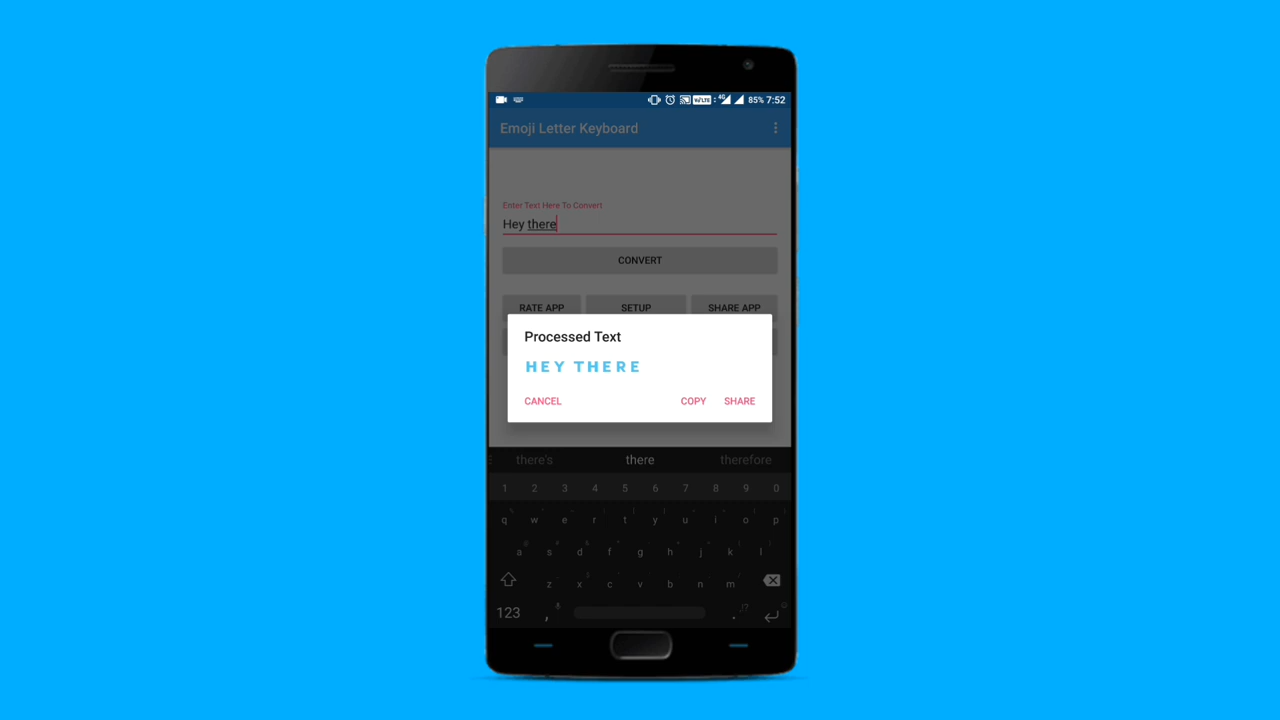 VoLTE 4G 85% 7:52
Emoji Letter Keyboard
Enter Text Here To Convert
Hey there
CONVERT
RATE APP SETUP SHARE APP
Processed Text
HEY THERE
CANCEL COPY SHARE
there's there therefore
1 2 3 4 5 6 7 8 9 0
q w e r t y u i o p
a s d f g h j k l
z x c v b n m
123 , . ,!?